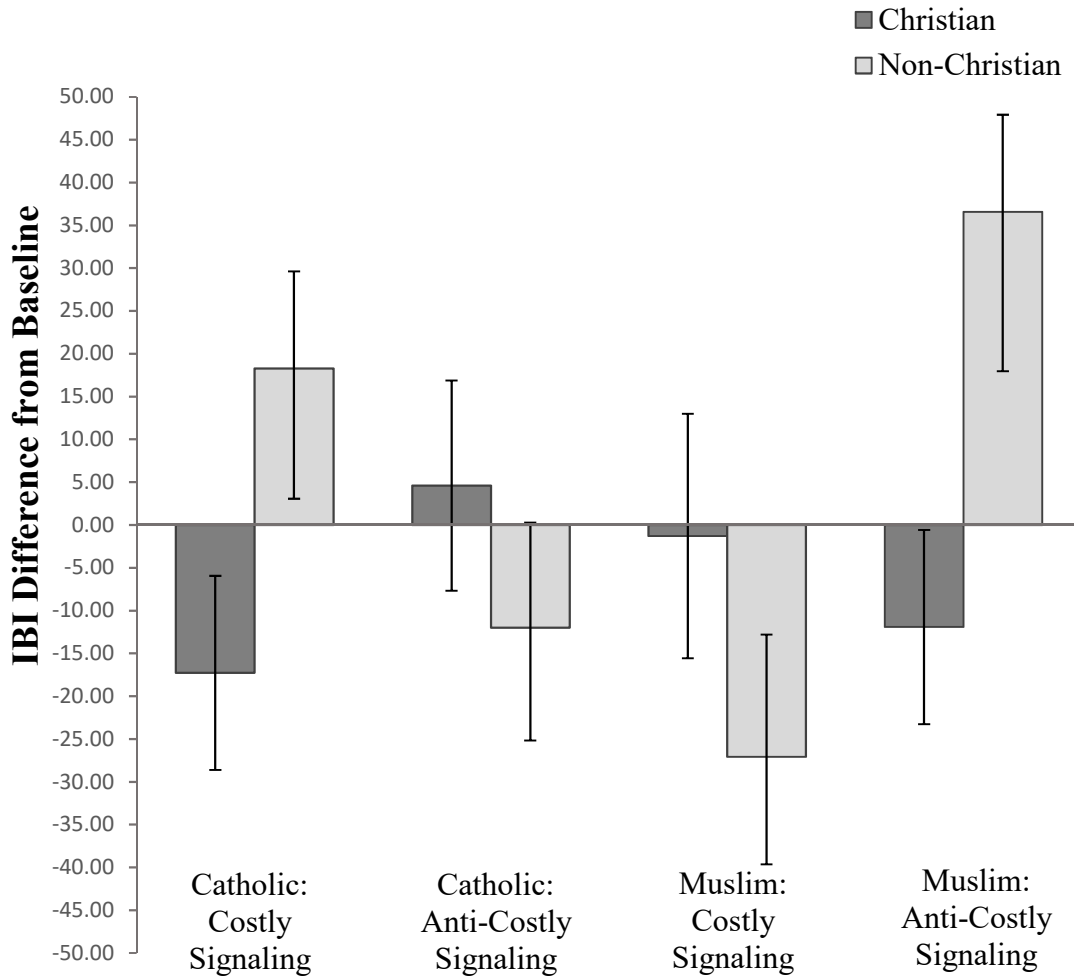 Christian
Non-Christian
50.00
45.00
40.00
35.00
30.00
25.00
20.00
15.00
10.00
5.00
0.00
-5.00
-10.00
-15.00
-20.00
-25.00
-30.00
-35.00
-40.00
-45.00
-50.00
IBI Difference from Baseline
Catholic:
Costly
Signaling
Catholic:
Anti-Costly
Signaling
Muslim:
Costly
Signaling
Muslim:
Anti-Costly
Signaling